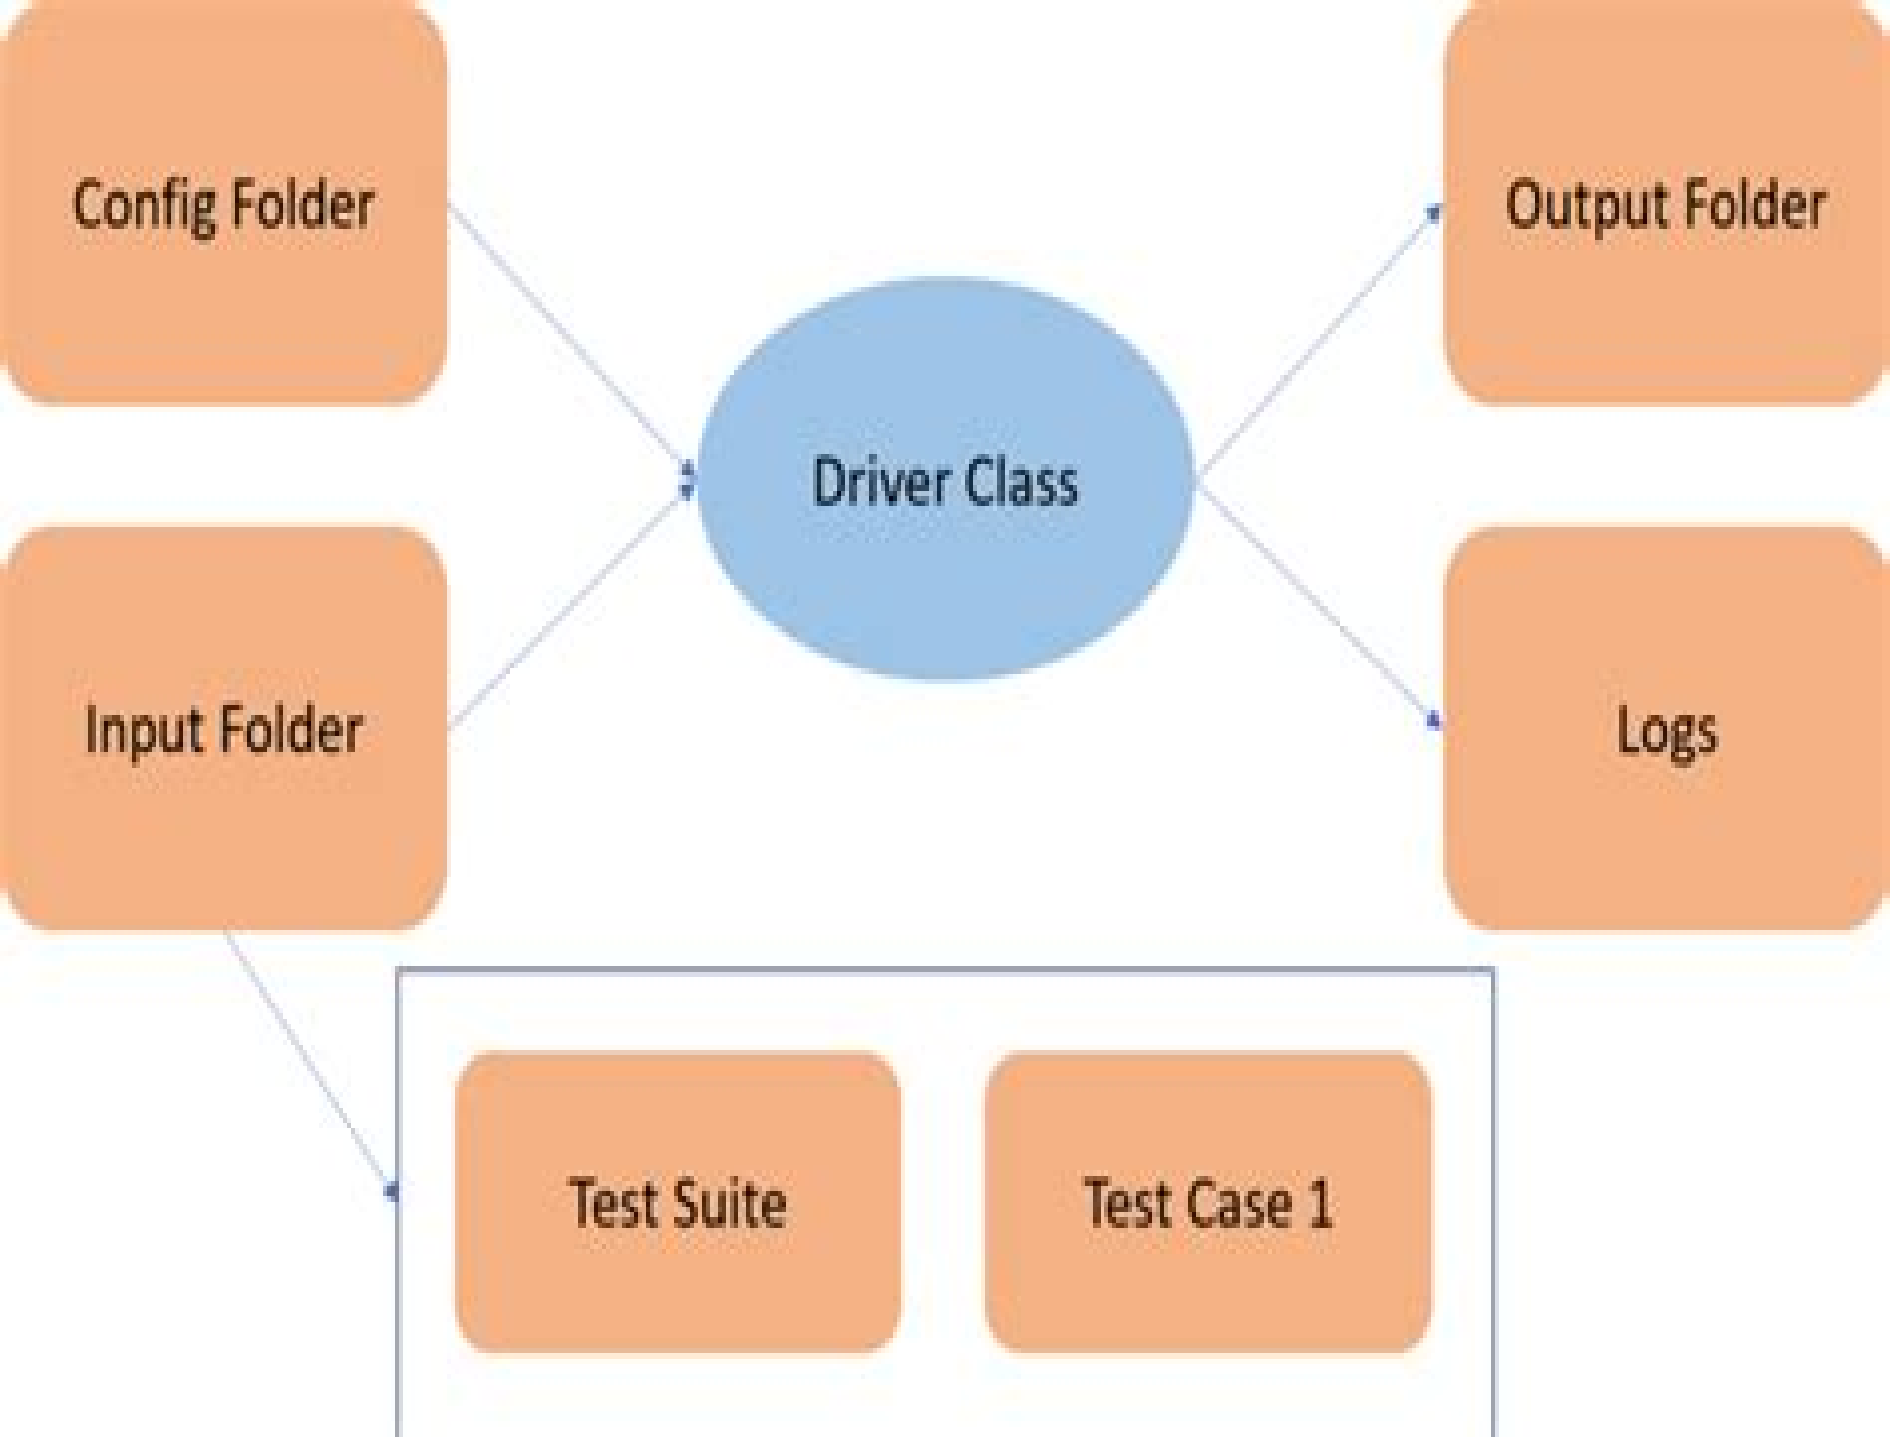 Config Folder
Output Folder
Driver Class
Input Folder
Logs
Test Suite
Test Case 1